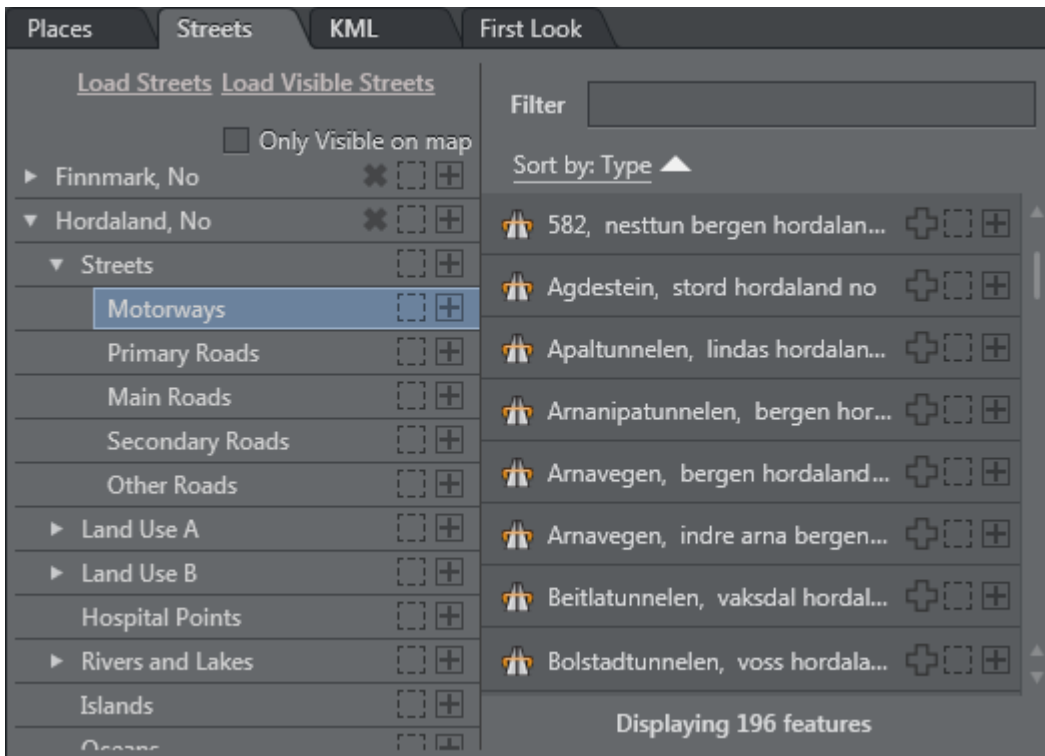 Places Streets KML First Look
Load Streets Load Visible Streets
Only Visible on map
Finnmark, No
Hordaland, No
Streets
Motorways
Primary Roads
Main Roads
Secondary Roads
Other Roads
Land Use A
Land Use B
Hospital Points
Rivers and Lakes
Islands
Oceans
Filter
Sort by: Type
582, nesttun bergen hordalan...
Agdestein, stord hordaland no
Apaltunnelen, lindas hordalan...
Arnanipatunnelen, bergen hor...
Arnavegen, bergen hordaland...
Arnavegen, indre arna bergen...
Beitlatunnelen, vaksdal hordal...
Bolstadtunnelen, voss hordala...
Displaying 196 features